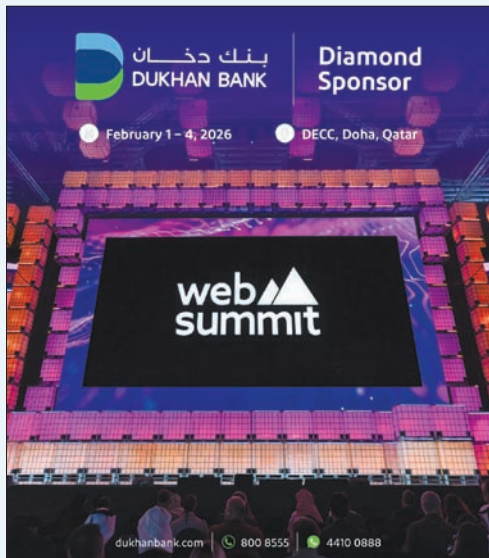 بنك دخان
DUKHAN BANK
Diamond
Sponsor
February 1 – 4, 2026
DECC, Doha, Qatar
web
summit
dukhanbank.com
800 8555
4410 0888